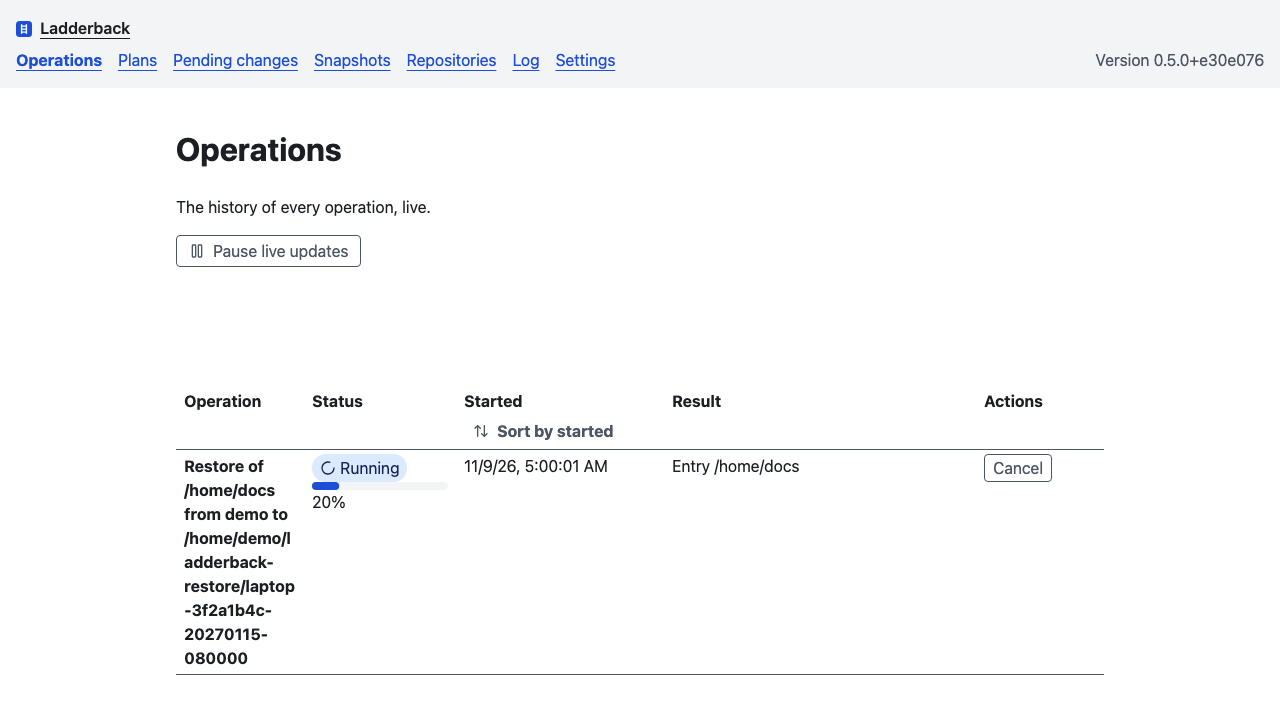 Ladderback
Operations Plans Pending changes Snapshots Repositories Log Settings Version 0.5.0+e30e076
Operations
The history of every operation, live.
Pause live updates
Operation Status Started Result Actions
Sort by started
Restore of Running 11/9/26, 5:00:01 AM Entry /home/docs Cancel
/home/docs
from demo to 20%
/home/demo/l
adderback-
restore/laptop
-3f2a1b4c-
20270115-
080000